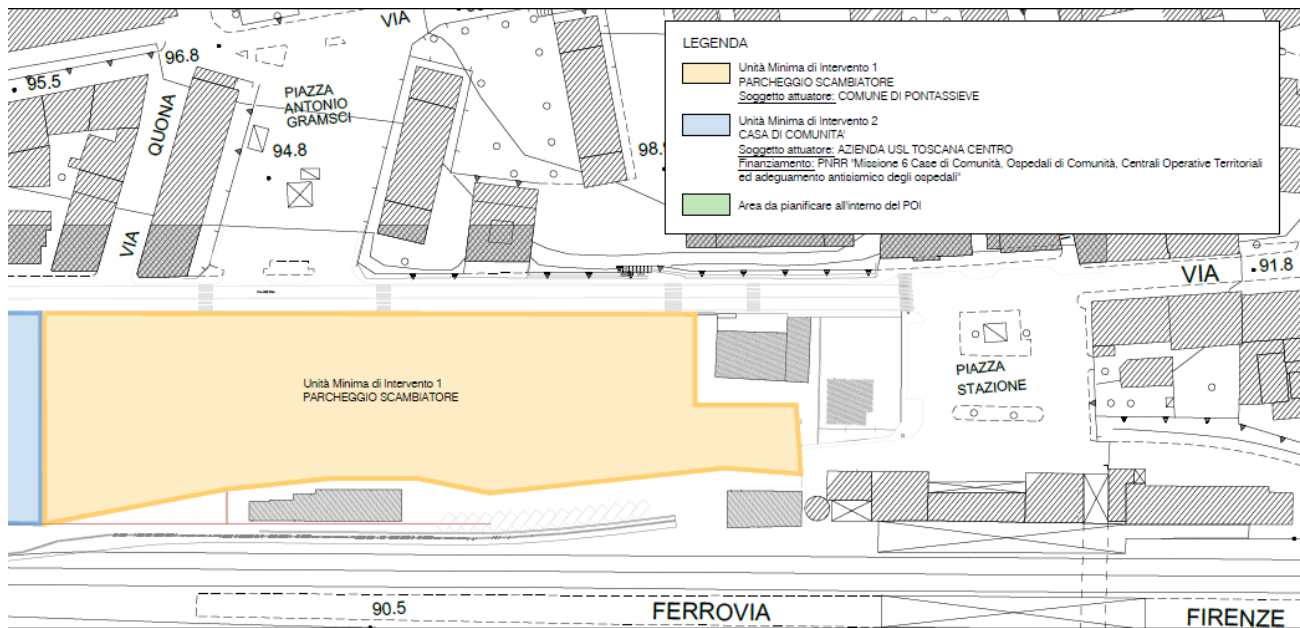 VIA
96.8
95.5
QUONA
VIA
PIAZZA
ANTONIO
GRAMSCI
94.8
LEGENDA
Unità Minima di Intervento 1
PARCHEGGIO SCAMBIATORE
Soggetto attuatore: COMUNE DI PONTASSIEVE
Unità Minima di Intervento 2
CASA DI COMUNITA'
Soggetto attuatore: AZIENDA USL TOSCANA CENTRO
Finanziamento: PNRR "Missione 6 Case di Comunità, Ospedali di Comunità, Centrali Operative Territoriali
ed adeguamento antisismico degli ospedali"
Area da pianificare all'interno del POI
VIA
91.8
Unità Minima di Intervento 1
PARCHEGGIO SCAMBIATORE
PIAZZA
STAZIONE
90.5
FERROVIA
FIRENZE